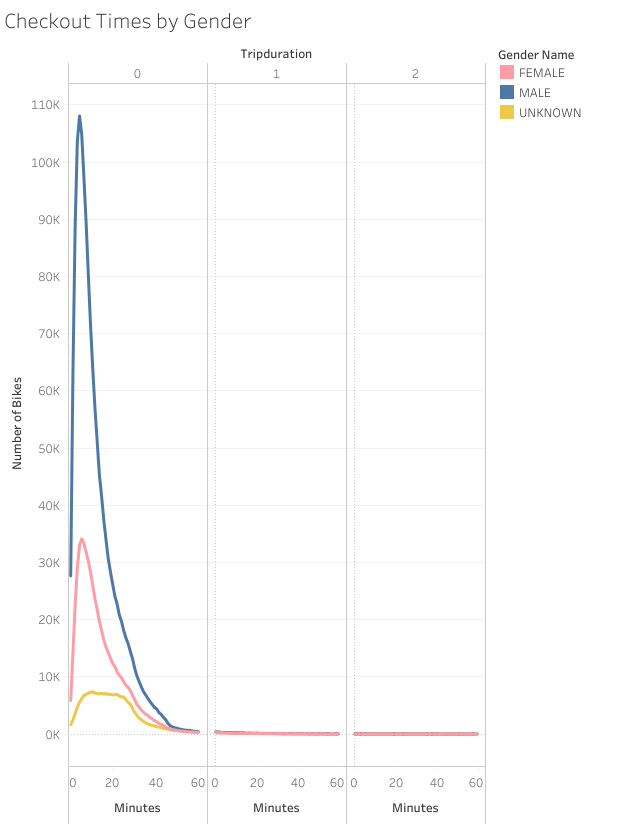 Checkout Times by Gender
Tripduration
0 1 2
Gender Name
FEMALE
MALE
UNKNOWN
110K
100K
90K
80K
70K
60K
50K
40K
30K
20K
10K
0K
Number of Bikes
0 20 40 60 0 20 40 60 0 20 40 60
Minutes Minutes Minutes